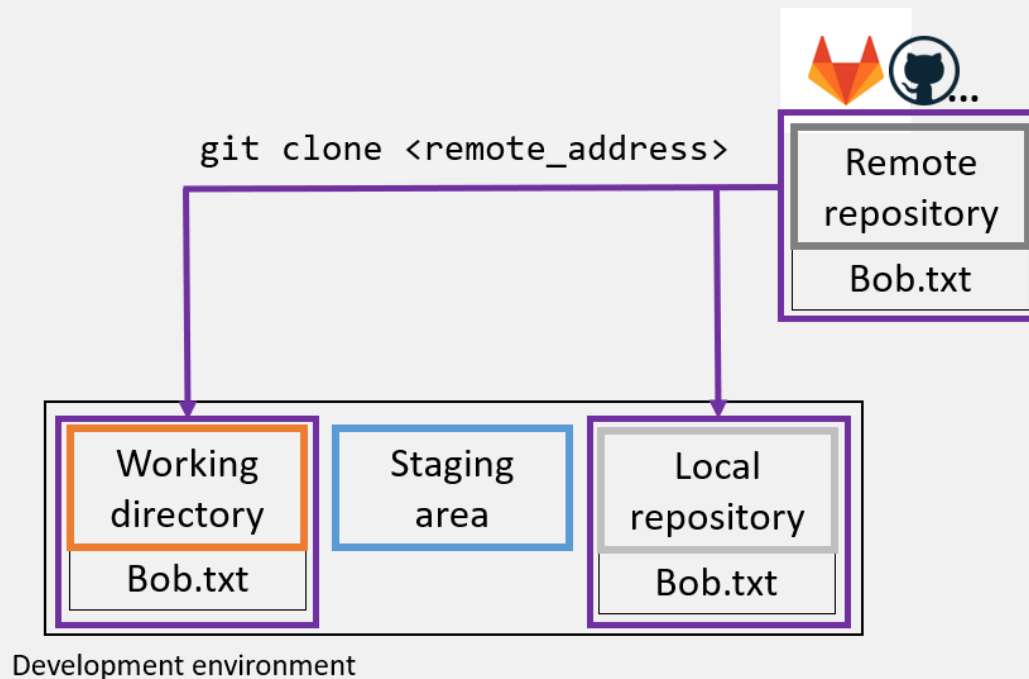 ...
git clone <remote_address>
Remote
repository
Bob.txt
Working
directory
Bob.txt
Staging
area
Local
repository
Bob.txt
Development environment